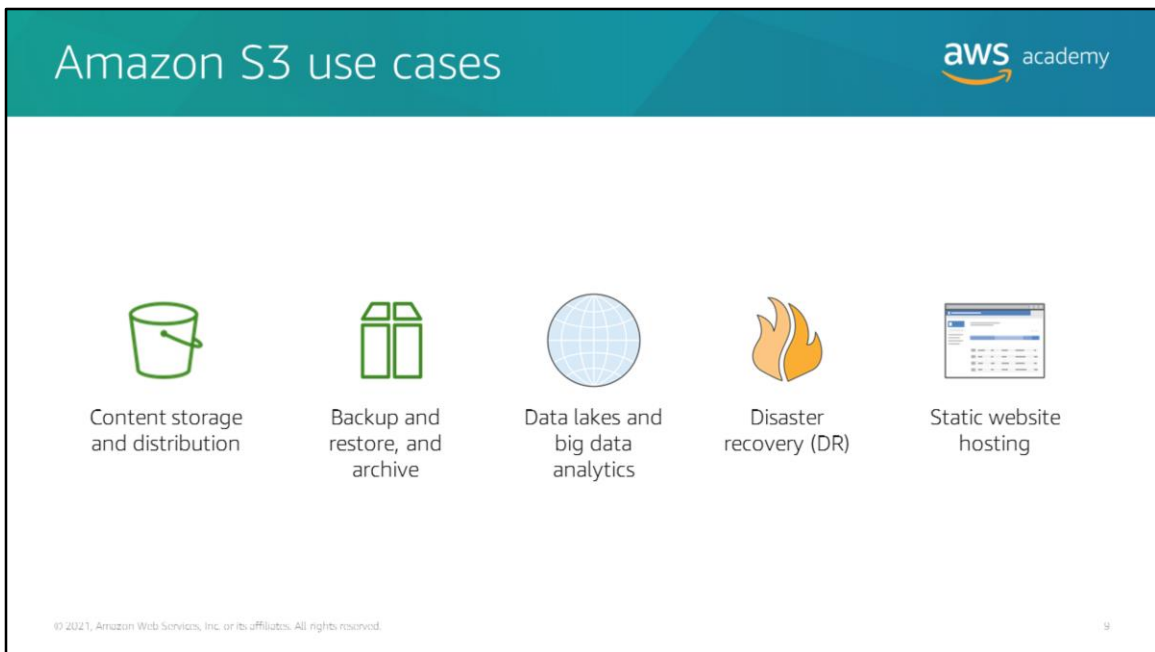 Amazon S3 use cases
aws academy
Content storage
and distribution
Backup and
restore, and
archive
Data lakes and
big data
analytics
Disaster
recovery (DR)
Static website
hosting
© 2021, Amazon Web Services, Inc. or its affiliates. All rights reserved.
9